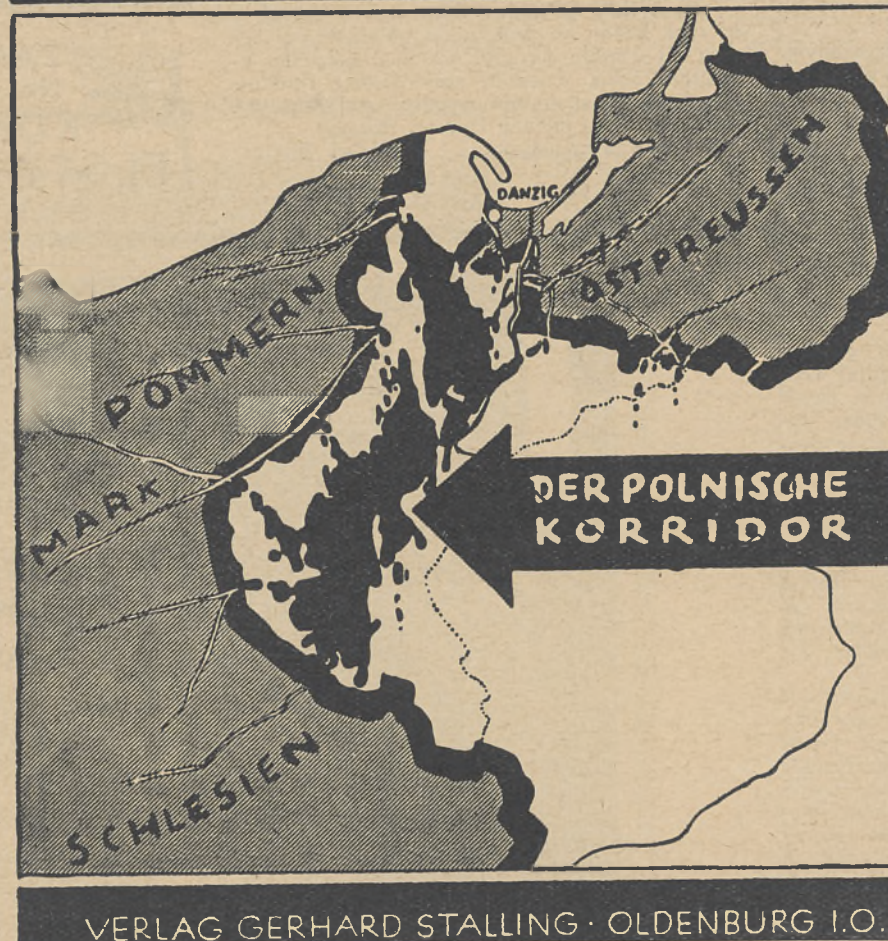 DANZIG
OSTPREUSSEN
POMMERN
MARK
DER POLNISCHE
KORRIDOR
SCHLESIEN
VERLAG GERHARD STALLING · OLDENBURG I.O.